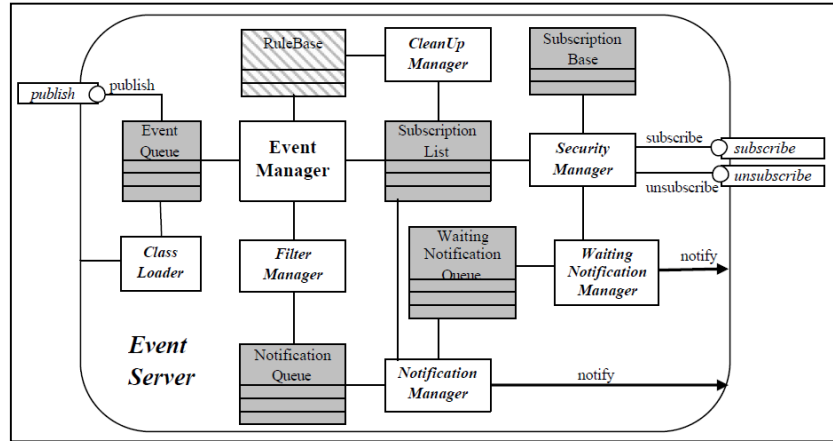 RuleBase
CleanUp
Manager
Subscription
Base
publish
publish
Event
Queue
Event
Manager
Subscription
List
Security
Manager
subscribe
subscribe
unsubscribe
unsubscribe
Class
Loader
Filter
Manager
Waiting
Notification
Queue
Waiting
Notification
Manager
notify
Event
Server
Notification
Queue
Notification
Manager
notify